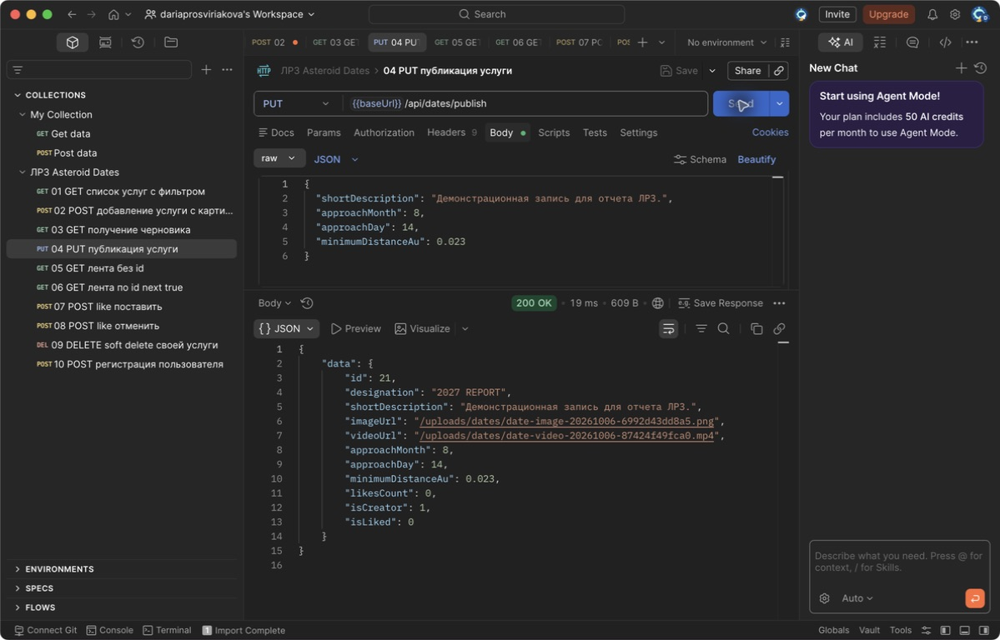 dariaprosviriakova's Workspace
Search
Invite
Upgrade
POST 02
GET 03 GE
PUT 04 PU
GET 05 GE
GET 06 GE
POST 07 PC
No environment
AI
ЛР3 Asteroid Dates › 04 PUT публикация услуги
Save
Share
PUT
{{baseUrl}} /api/dates/publish
Send
Docs
Params
Authorization
Headers 9
Body
Scripts
Tests
Settings
Cookies
raw
JSON
Schema
Beautify
1 {
2 "shortDescription": "Демонстрационная запись для отчета ЛР3.",
3 "approachMonth": 8,
4 "approachDay": 14,
5 "minimumDistanceAu": 0.023
6 }
Body
200 OK
19 ms
609 B
Save Response
{ } JSON
Preview
Visualize
1 {
2 "data": {
3 "id": 21,
4 "designation": "2027 REPORT",
5 "shortDescription": "Демонстрационная запись для отчета ЛР3.",
6 "imageUrl": "/uploads/dates/date-image-20261006-6992d43dd8a5.png",
7 "videoUrl": "/uploads/dates/date-video-20261006-87424f49fca0.mp4",
8 "approachMonth": 8,
9 "approachDay": 14,
10 "minimumDistanceAu": 0.023,
11 "likesCount": 0,
12 "isCreator": 1,
13 "isLiked": 0
14 }
15 }
16
COLLECTIONS
My Collection
GET Get data
POST Post data
ЛР3 Asteroid Dates
GET 01 GET список услуг с фильтром
POST 02 POST добавление услуги с карти...
GET 03 GET получение черновика
PUT 04 PUT публикация услуги
GET 05 GET лента без id
GET 06 GET лента по id next true
POST 07 POST like поставить
POST 08 POST like отменить
DEL 09 DELETE soft delete своей услуги
POST 10 POST регистрация пользователя
ENVIRONMENTS
SPECS
FLOWS
New Chat
Start using Agent Mode!
Your plan includes 50 AI credits
per month to use Agent Mode.
Describe what you need. Press @ for
context, / for Skills.
Auto
Connect Git
Console
Terminal
1 Import Complete
Globals
Vault
Tools